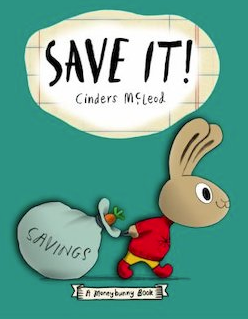 SAVE IT!
Cinders McLeod
SAVINGS
A Moneybunny Book